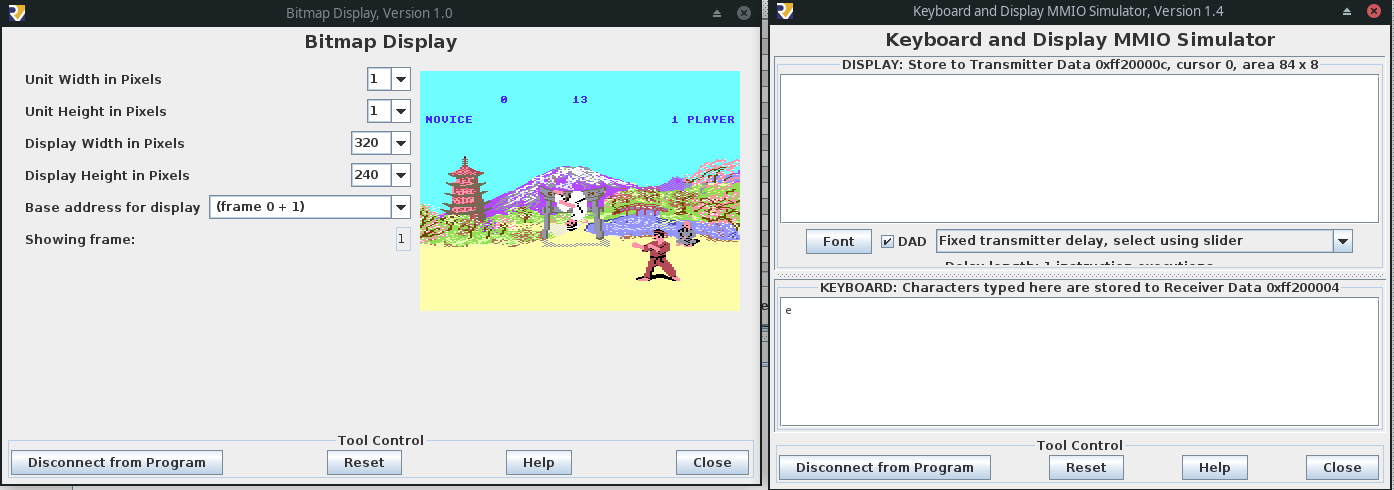 Bitmap Display, Version 1.0
Bitmap Display
Unit Width in Pixels 1
Unit Height in Pixels 1
Display Width in Pixels 320
Display Height in Pixels 240
Base address for display (frame 0 + 1)
Showing frame: 1
0 13
NOVICE 1 PLAYER
Tool Control
Disconnect from Program Reset Help Close
Keyboard and Display MMIO Simulator, Version 1.4
Keyboard and Display MMIO Simulator
DISPLAY: Store to Transmitter Data 0xff20000c, cursor 0, area 84 x 8
Font DAD Fixed transmitter delay, select using slider
Delay length: 1 instruction executions
KEYBOARD: Characters typed here are stored to Receiver Data 0xff200004
e
Tool Control
Disconnect from Program Reset Help Close